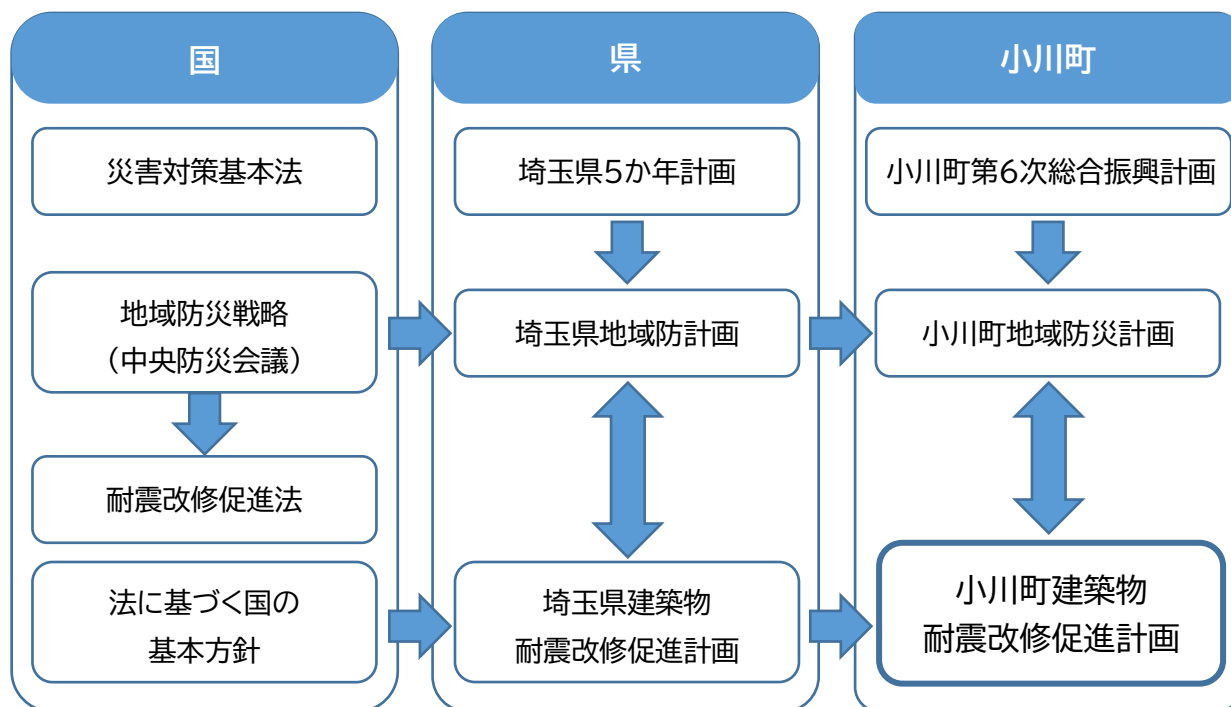 国
災害対策基本法
地域防災戦略
（中央防災会議）
耐震改修促進法
法に基づく国の
基本方針
県
埼玉県5か年計画
埼玉県地域防計画
埼玉県建築物
耐震改修促進計画
小川町
小川町第6次総合振興計画
小川町地域防災計画
小川町建築物
耐震改修促進計画